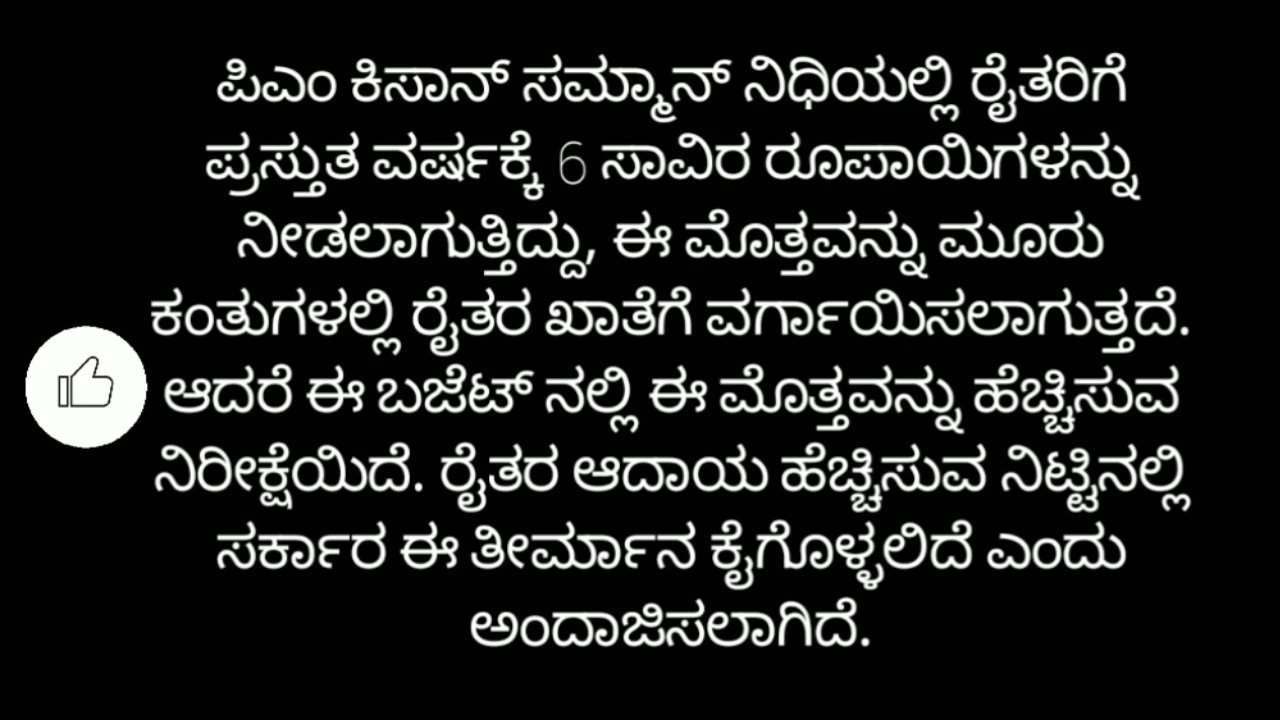 ಪಿಎಂ ಕಿಸಾನ್ ಸಮ್ಮಾನ್ ನಿಧಿಯಲ್ಲಿ ರೈತರಿಗೆ
ಪ್ರಸ್ತುತ ವರ್ಷಕ್ಕೆ 6 ಸಾವಿರ ರೂಪಾಯಿಗಳನ್ನು
ನೀಡಲಾಗುತ್ತಿದ್ದು, ಈ ಮೊತ್ತವನ್ನು ಮೂರು
ಕಂತುಗಳಲ್ಲಿ ರೈತರ ಖಾತೆಗೆ ವರ್ಗಾಯಿಸಲಾಗುತ್ತದೆ.
ಆದರೆ ಈ ಬಜೆಟ್ ನಲ್ಲಿ ಈ ಮೊತ್ತವನ್ನು ಹೆಚ್ಚಿಸುವ
ನಿರೀಕ್ಷೆಯಿದೆ. ರೈತರ ಆದಾಯ ಹೆಚ್ಚಿಸುವ ನಿಟ್ಟಿನಲ್ಲಿ
ಸರ್ಕಾರ ಈ ತೀರ್ಮಾನ ಕೈಗೊಳ್ಳಲಿದೆ ಎಂದು
ಅಂದಾಜಿಸಲಾಗಿದೆ.